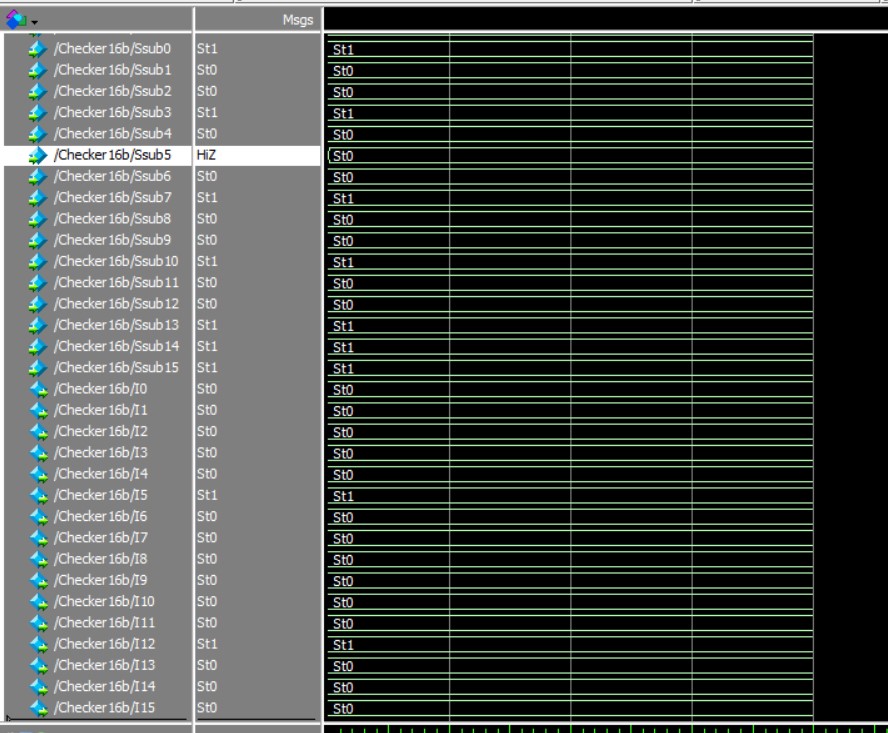 Msgs
/Checker16b/Ssub0 St1 St1
/Checker16b/Ssub1 St0 St0
/Checker16b/Ssub2 St0 St0
/Checker16b/Ssub3 St1 St1
/Checker16b/Ssub4 St0 St0
/Checker16b/Ssub5 HiZ St0
/Checker16b/Ssub6 St0 St0
/Checker16b/Ssub7 St1 St1
/Checker16b/Ssub8 St0 St0
/Checker16b/Ssub9 St0 St0
/Checker16b/Ssub10 St1 St1
/Checker16b/Ssub11 St0 St0
/Checker16b/Ssub12 St0 St0
/Checker16b/Ssub13 St1 St1
/Checker16b/Ssub14 St1 St1
/Checker16b/Ssub15 St1 St1
/Checker16b/I0 St0 St0
/Checker16b/I1 St0 St0
/Checker16b/I2 St0 St0
/Checker16b/I3 St0 St0
/Checker16b/I4 St0 St0
/Checker16b/I5 St1 St1
/Checker16b/I6 St0 St0
/Checker16b/I7 St0 St0
/Checker16b/I8 St0 St0
/Checker16b/I9 St0 St0
/Checker16b/I10 St0 St0
/Checker16b/I11 St0 St0
/Checker16b/I12 St1 St1
/Checker16b/I13 St0 St0
/Checker16b/I14 St0 St0
/Checker16b/I15 St0 St0